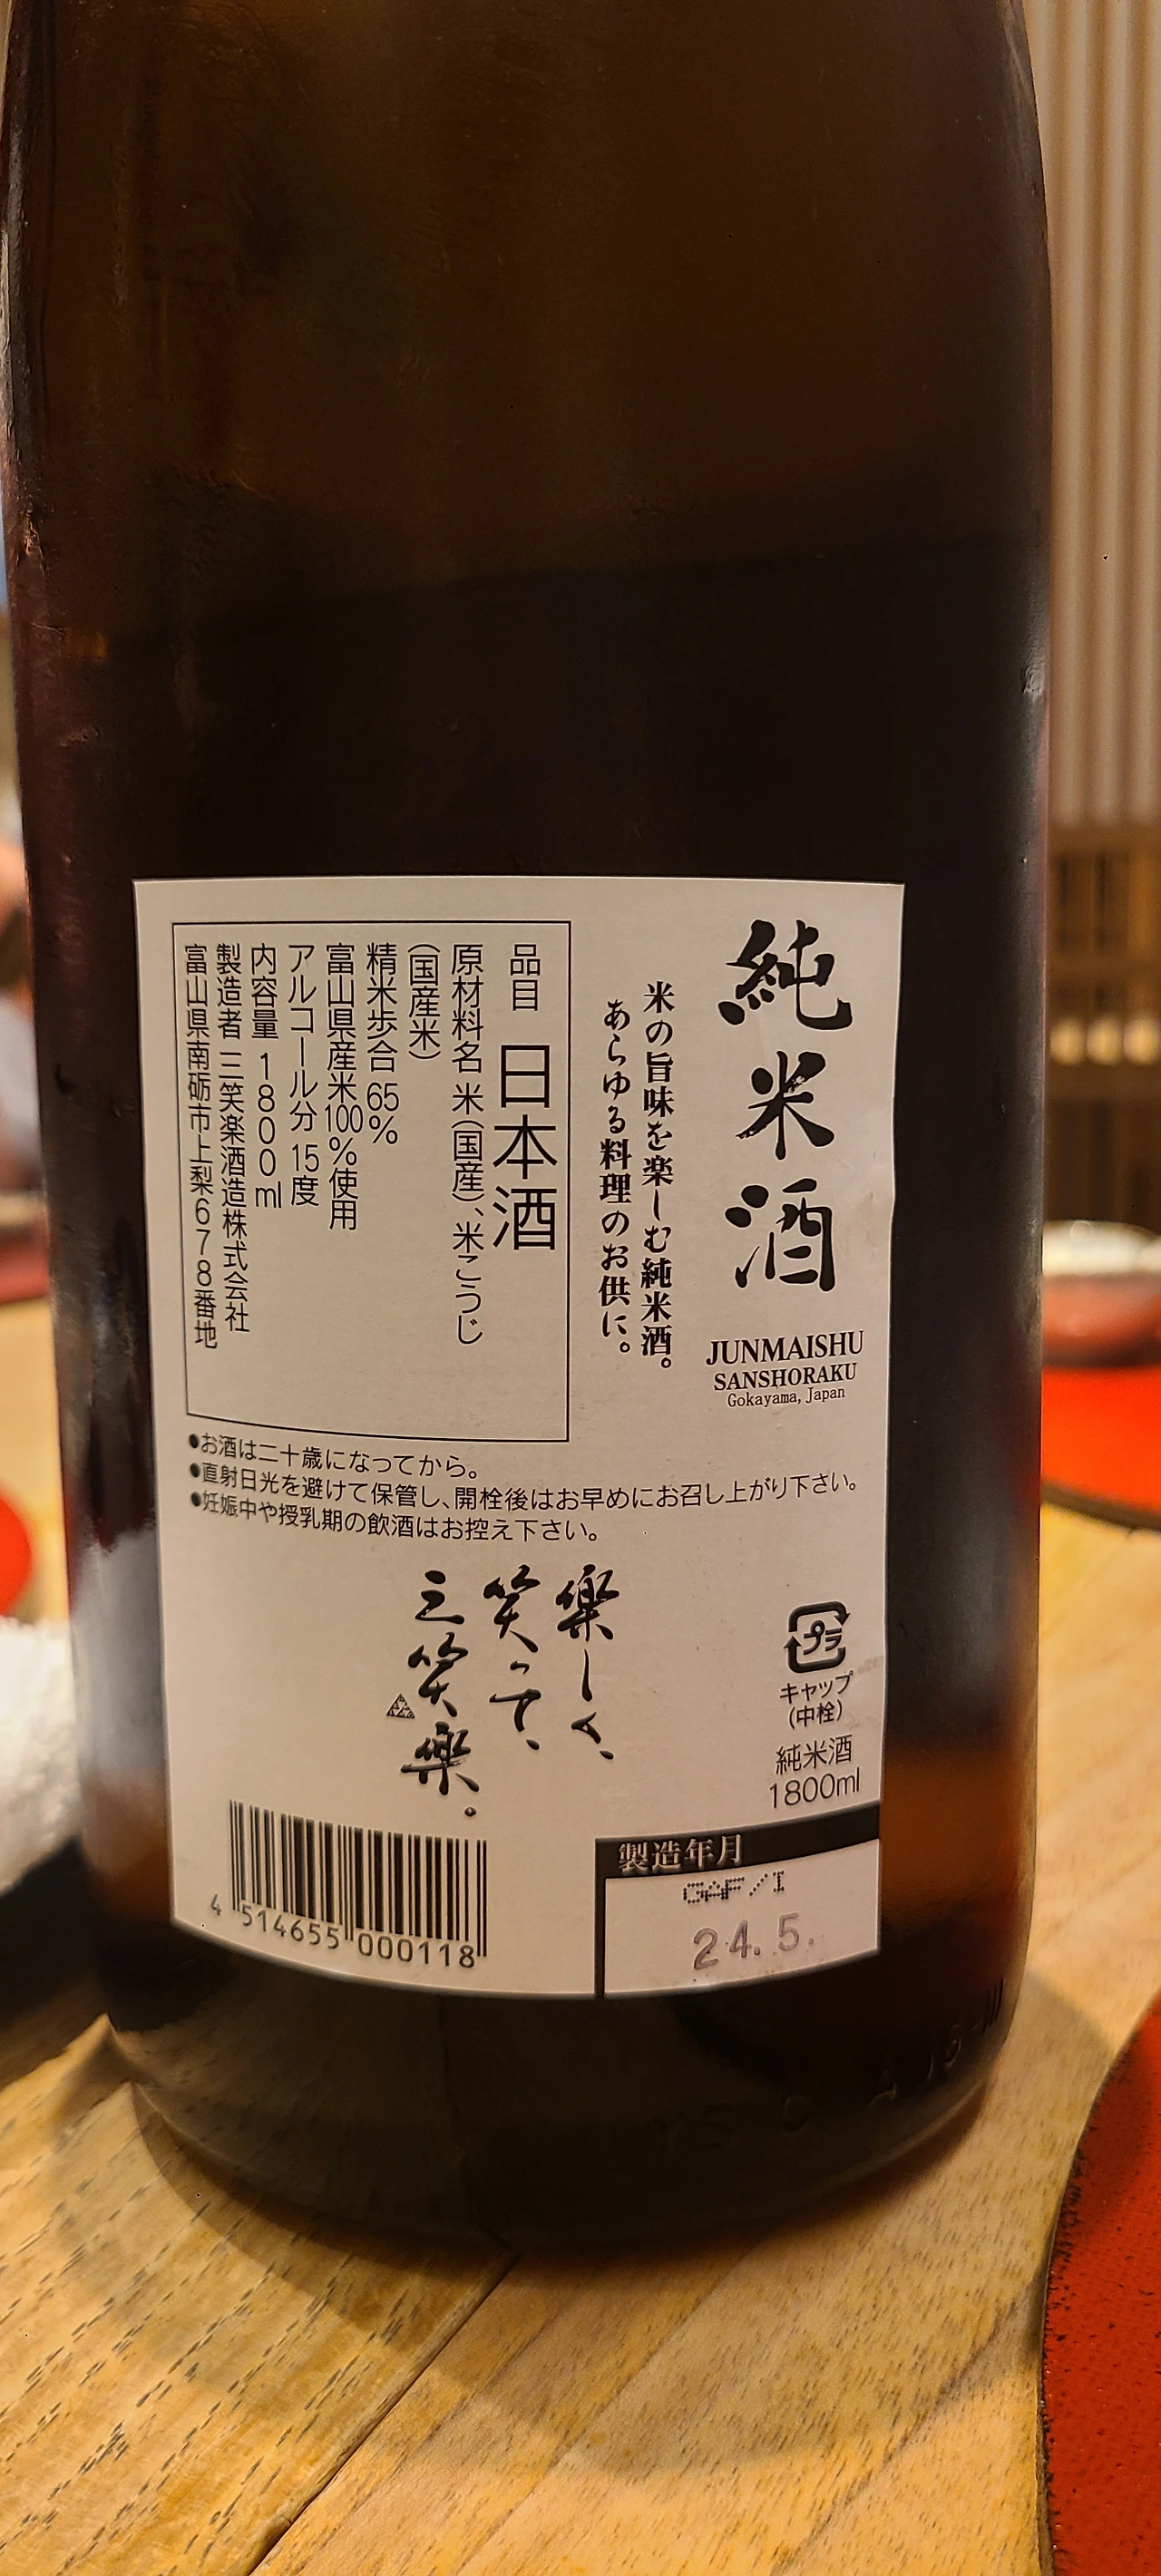 純米酒
JUNMAISHU
SANSHORAKU
Gokayama, Japan
米の旨味を楽しむ純米酒。
あらゆる料理のお供に。
品目 日本酒
原材料名 米(国産)、米こうじ
(国産米)
精米歩合 65%
富山県産米100%使用
アルコール分 15度
内容量 1800ml
製造者 三笑楽酒造株式会社
富山県南砺市上梨678番地
●お酒は二十歳になってから。
●直射日光を避けて保管し、開栓後はお早めにお召し上がり下さい。
●妊娠中や授乳期の飲酒はお控え下さい。
楽しく、
笑って、
三笑楽。
プラ
キャップ
(中栓)
純米酒
1800ml
製造年月
GAF/I
24.5.
4 514655 000118